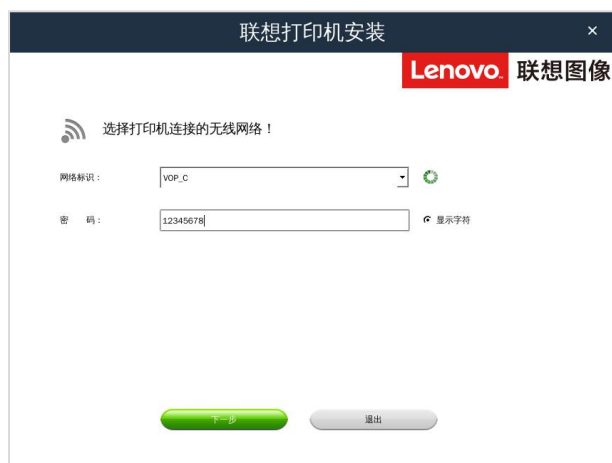 联想打印机安装
×
Lenovo. 联想图像
选择打印机连接的无线网络！
网络标识： VOP_C
密 码： 12345678 显示字符
下一步 退出